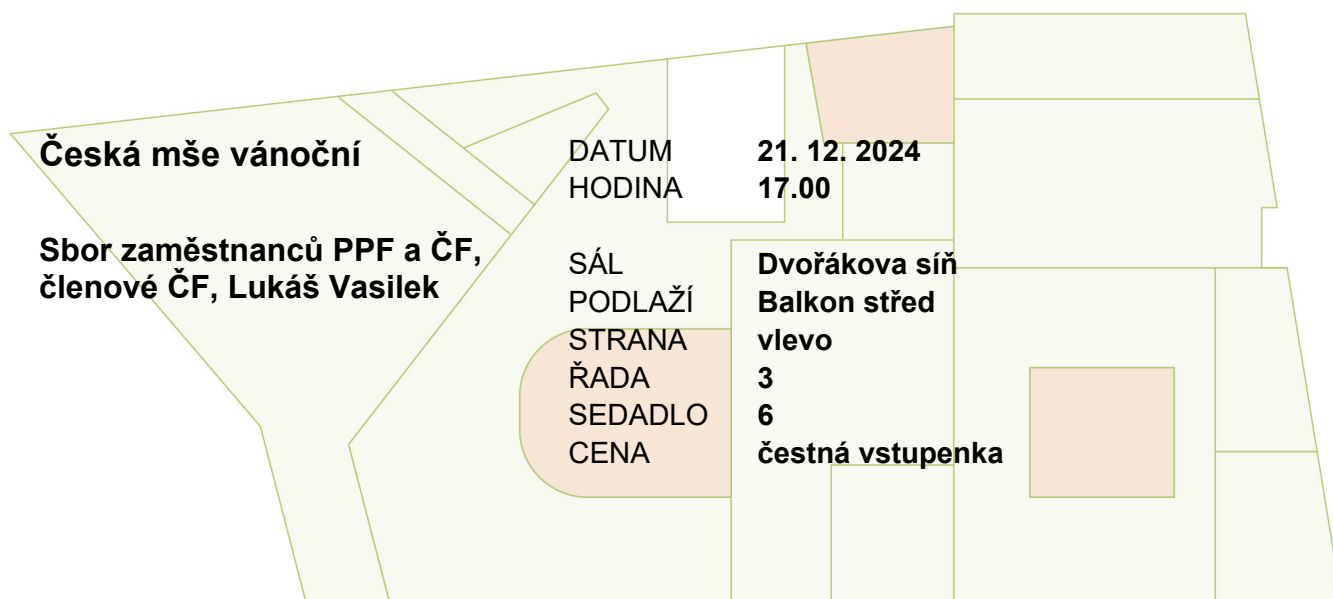 Česká mše vánoční
Sbor zaměstnanců PPF a ČF,
členové ČF, Lukáš Vasilek
DATUM 21. 12. 2024
HODINA 17.00
SÁL Dvořákova síň
PODLAŽÍ Balkon střed
STRANA vlevo
ŘADA 3
SEDADLO 6
CENA čestná vstupenka